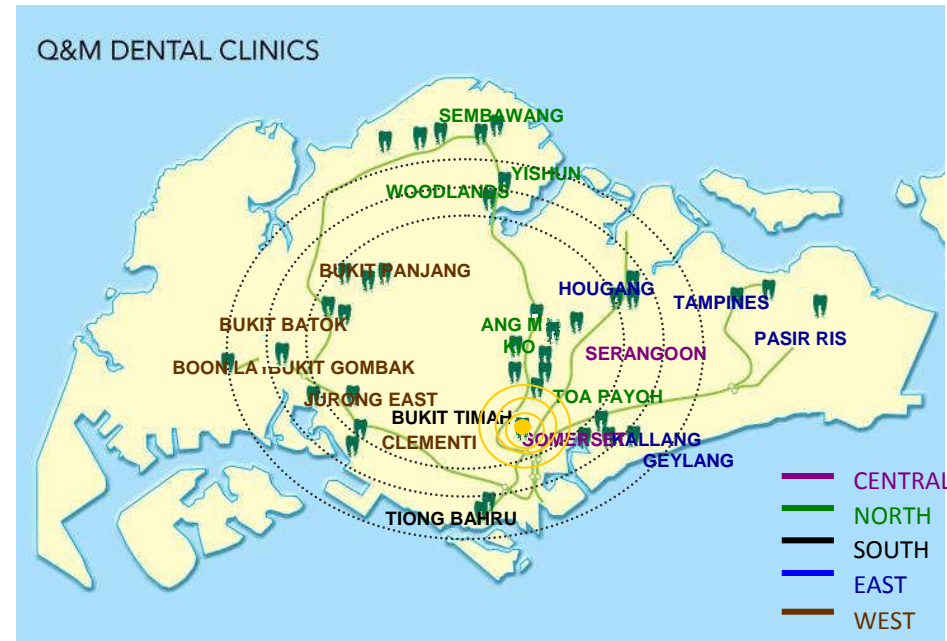 Q&M DENTAL CLINICS
SEMBAWANG
YISHUN
WOODLANDS
BUKIT PANJANG
HOUGANG
TAMPINES
BUKIT BATOK
ANG M
KIO
PASIR RIS
SERANGOON
BOON LA
BUKIT GOMBAK
JURONG EAST
TOA PAYOH
BUKIT TIMAH
CLEMENTI
SOMERSET
KALLANG
GEYLANG
TIONG BAHRU
CENTRAL
NORTH
SOUTH
EAST
WEST